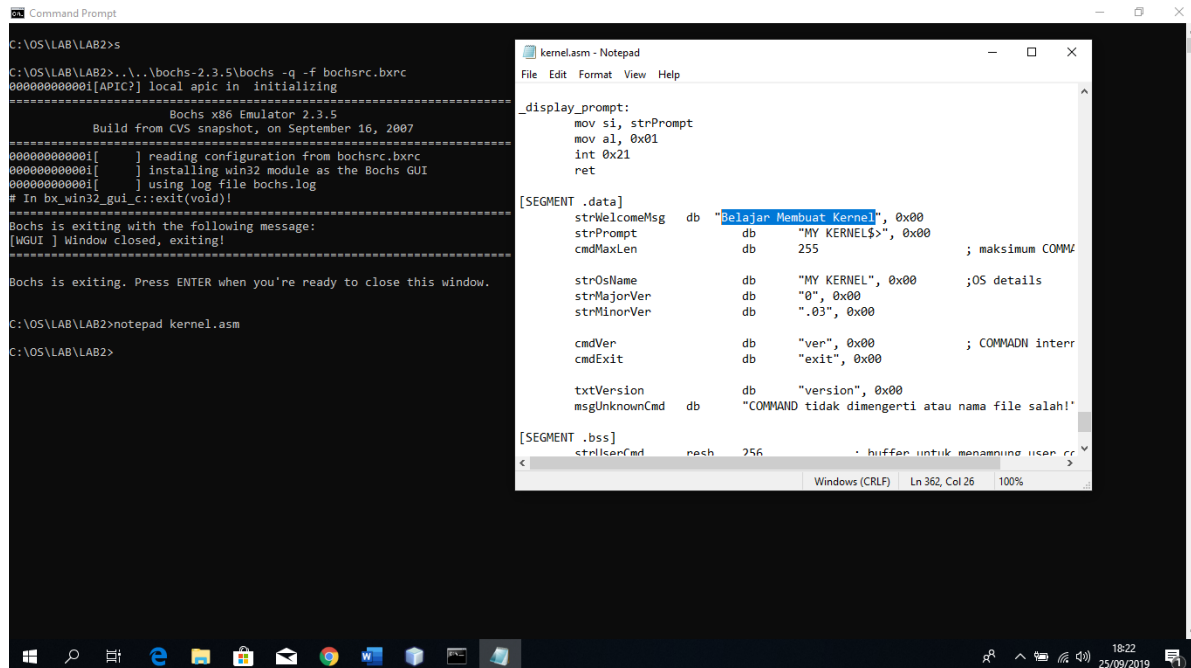 Command Prompt
C:\OS\LAB\LAB2>s
C:\OS\LAB\LAB2>..\..\bochs-2.3.5\bochs -q -f bochsrc.bxrc
00000000000i[APIC?] local apic in  initializing
========================================================================
Bochs x86 Emulator 2.3.5
Build from CVS snapshot, on September 16, 2007
========================================================================
00000000000i[     ] reading configuration from bochsrc.bxrc
00000000000i[     ] installing win32 module as the Bochs GUI
00000000000i[     ] using log file bochs.log
# In bx_win32_gui_c::exit(void)!
========================================================================
Bochs is exiting with the following message:
[WGUI ] Window closed, exiting!
========================================================================
Bochs is exiting. Press ENTER when you're ready to close this window.
C:\OS\LAB\LAB2>notepad kernel.asm
C:\OS\LAB\LAB2>
kernel.asm - Notepad
File Edit Format View Help
_display_prompt:
mov si, strPrompt
mov al, 0x01
int 0x21
ret
[SEGMENT .data]
strWelcomeMsg db "Belajar Membuat Kernel", 0x00
strPrompt db "MY KERNEL$>", 0x00
cmdMaxLen db 255 ; maksimum COMMA
strOsName db "MY KERNEL", 0x00 ;OS details
strMajorVer db "0", 0x00
strMinorVer db ".03", 0x00
cmdVer db "ver", 0x00 ; COMMADN intern
cmdExit db "exit", 0x00
txtVersion db "version", 0x00
msgUnknownCmd db "COMMAND tidak dimengerti atau nama file salah!"
[SEGMENT .bss]
strUserCmd resb 256 ; buffer untuk menampung user co
Windows (CRLF) Ln 362, Col 26 100%
18:22
25/09/2019